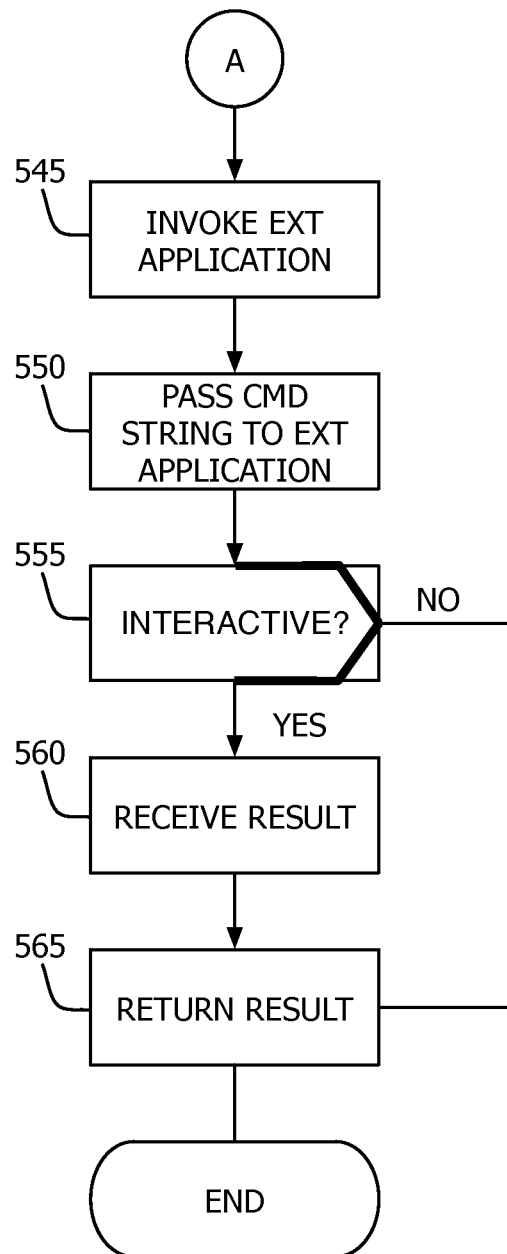 A
545
INVOKE EXT
APPLICATION
550
PASS CMD
STRING TO EXT
APPLICATION
555
INTERACTIVE?
NO
YES
560
RECEIVE RESULT
565
RETURN RESULT
END